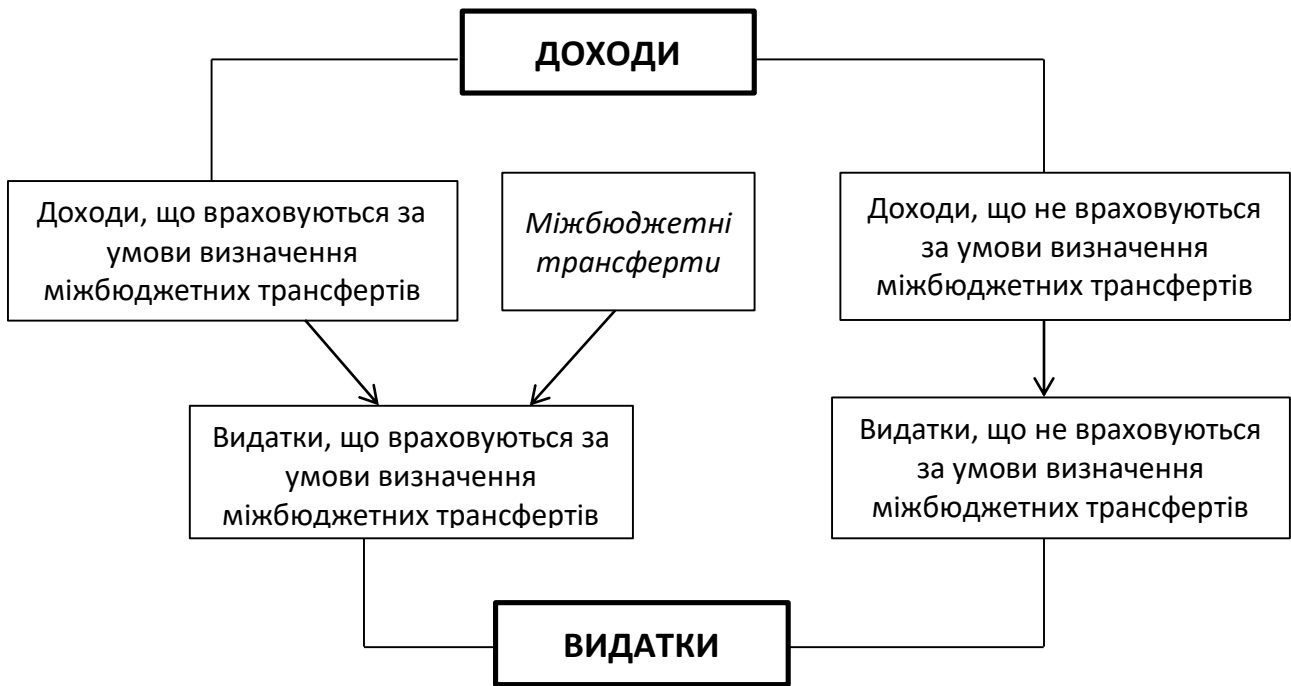 ДОХОДИ
Доходи, що враховуються за
умови визначення
міжбюджетних трансфертів
Міжбюджетні
трансферти
Доходи, що не враховуються
за умови визначення
міжбюджетних трансфертів
Видатки, що враховуються за
умови визначення
міжбюджетних трансфертів
Видатки, що не враховуються
за умови визначення
міжбюджетних трансфертів
ВИДАТКИ